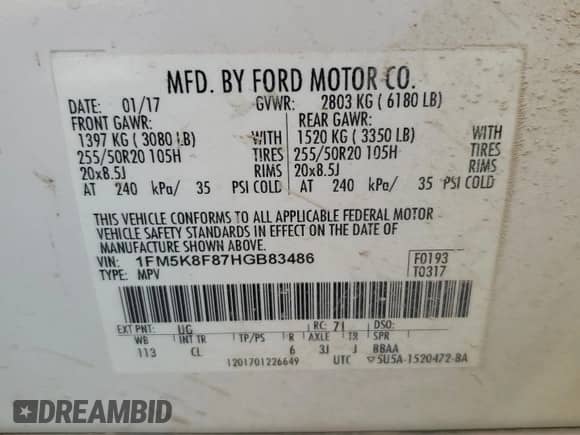 MFD. BY FORD MOTOR CO.
DATE: 01/17 GVWR: 2803 KG ( 6180 LB)
FRONT GAWR: REAR GAWR:
1397 KG ( 3080 LB) WITH 1520 KG ( 3350 LB) WITH
255/50R20 105H TIRES 255/50R20 105H TIRES
20x8.5J RIMS 20x8.5J RIMS
AT 240 kPa/ 35 PSI COLD AT 240 kPa/ 35 PSI COLD
THIS VEHICLE CONFORMS TO ALL APPLICABLE FEDERAL MOTOR
VEHICLE SAFETY STANDARDS IN EFFECT ON THE DATE OF
MANUFACTURE SHOWN ABOVE.
VIN: 1FM5K8F87HGB83486 F0193
TYPE: MPV T0317
EXT PNT: UG RC: 71 DSO:
WB INT TR TP/PS R AXLE TR SPR
113 CL 6 3J J BBAA
1201701226649 UTC 5U5A-1520472-BA
DREAMBID